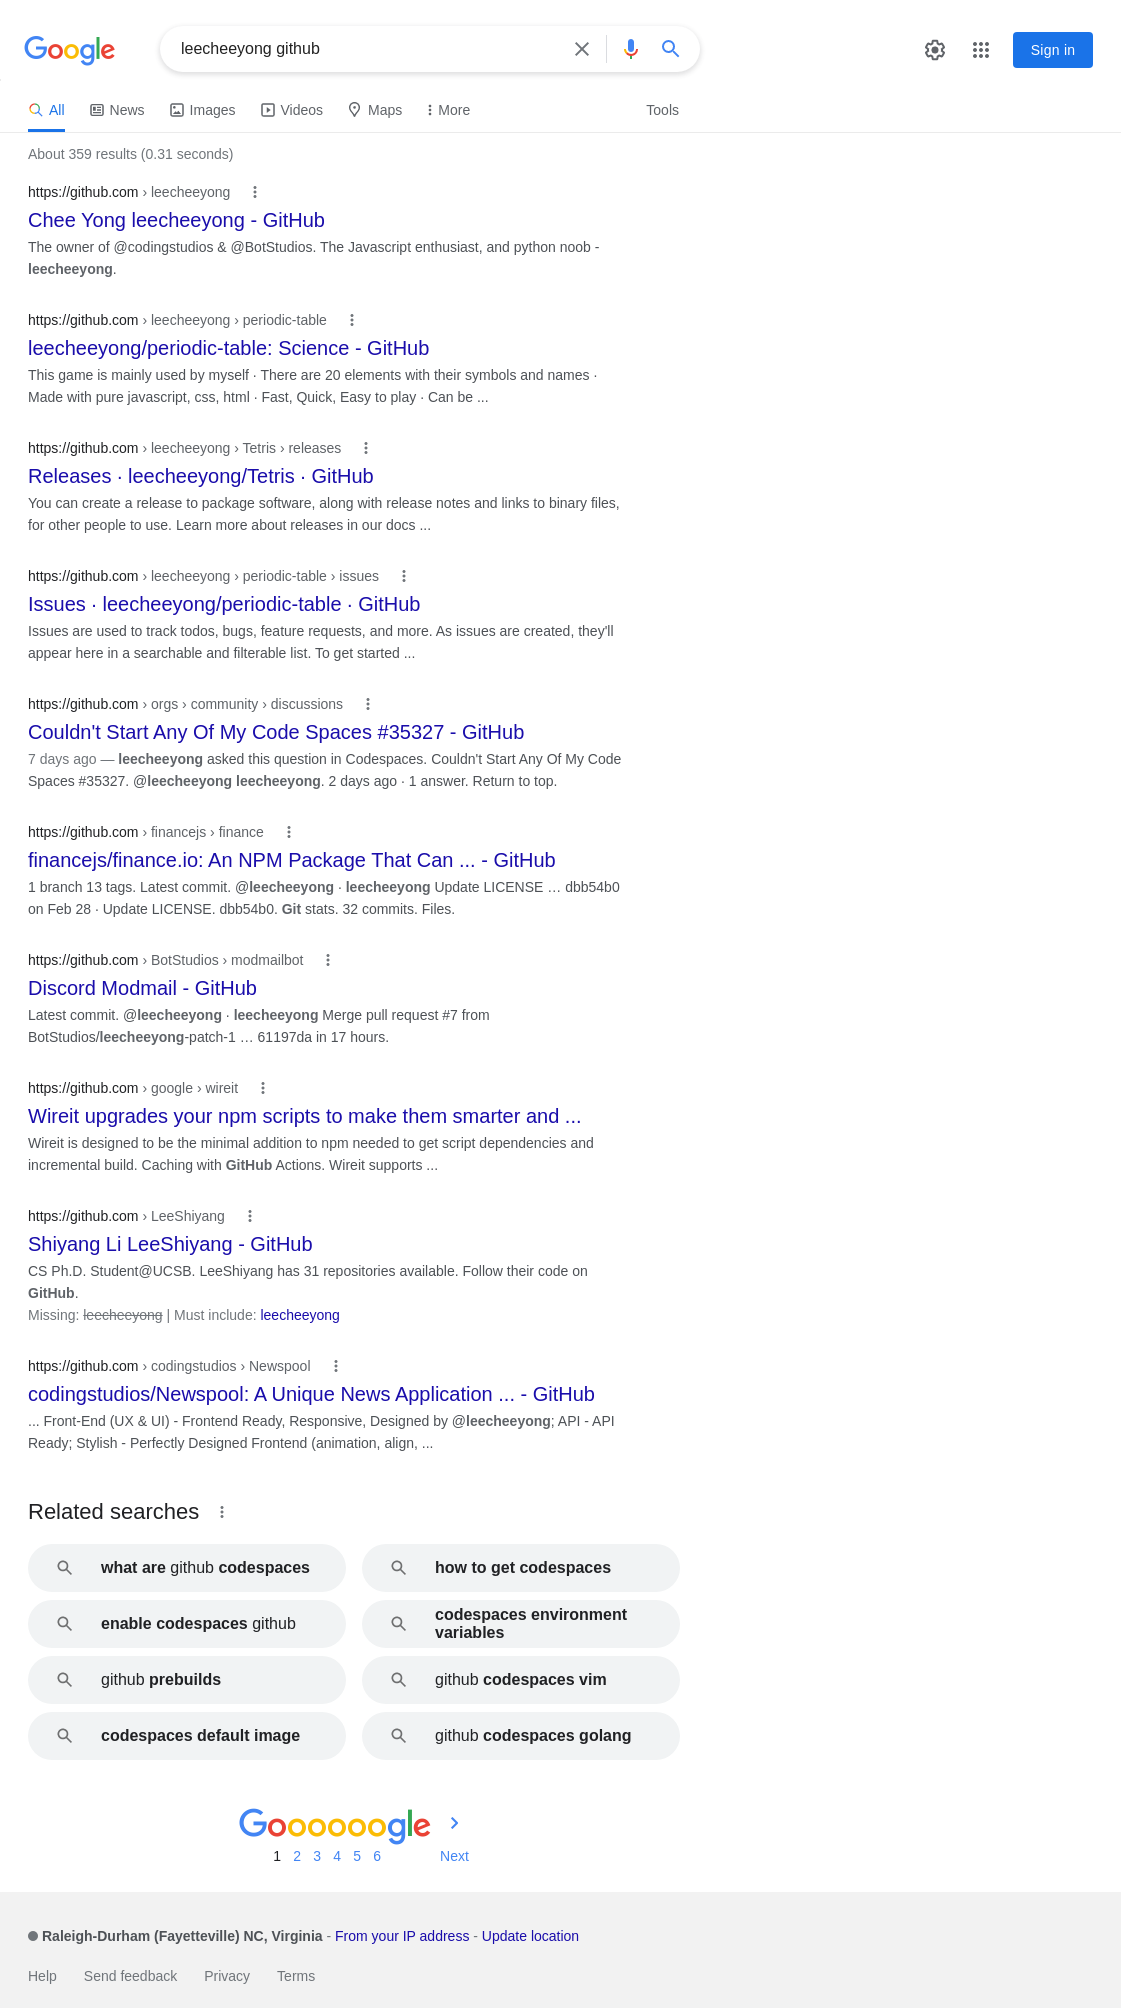 Google
leecheeyong github
Sign in
All News Images Videos Maps More Tools
About 359 results (0.31 seconds)
https://github.com › leecheeyong
Chee Yong leecheeyong - GitHub
The owner of @codingstudios & @BotStudios. The Javascript enthusiast, and python noob -
leecheeyong.
https://github.com › leecheeyong › periodic-table
leecheeyong/periodic-table: Science - GitHub
This game is mainly used by myself · There are 20 elements with their symbols and names ·
Made with pure javascript, css, html · Fast, Quick, Easy to play · Can be ...
https://github.com › leecheeyong › Tetris › releases
Releases · leecheeyong/Tetris · GitHub
You can create a release to package software, along with release notes and links to binary files,
for other people to use. Learn more about releases in our docs ...
https://github.com › leecheeyong › periodic-table › issues
Issues · leecheeyong/periodic-table · GitHub
Issues are used to track todos, bugs, feature requests, and more. As issues are created, they'll
appear here in a searchable and filterable list. To get started ...
https://github.com › orgs › community › discussions
Couldn't Start Any Of My Code Spaces #35327 - GitHub
7 days ago — leecheeyong asked this question in Codespaces. Couldn't Start Any Of My Code
Spaces #35327. @leecheeyong leecheeyong. 2 days ago · 1 answer. Return to top.
https://github.com › financejs › finance
financejs/finance.io: An NPM Package That Can ... - GitHub
1 branch 13 tags. Latest commit. @leecheeyong · leecheeyong Update LICENSE … dbb54b0
on Feb 28 · Update LICENSE. dbb54b0. Git stats. 32 commits. Files.
https://github.com › BotStudios › modmailbot
Discord Modmail - GitHub
Latest commit. @leecheeyong · leecheeyong Merge pull request #7 from
BotStudios/leecheeyong-patch-1 … 61197da in 17 hours.
https://github.com › google › wireit
Wireit upgrades your npm scripts to make them smarter and ...
Wireit is designed to be the minimal addition to npm needed to get script dependencies and
incremental build. Caching with GitHub Actions. Wireit supports ...
https://github.com › LeeShiyang
Shiyang Li LeeShiyang - GitHub
CS Ph.D. Student@UCSB. LeeShiyang has 31 repositories available. Follow their code on
GitHub.
Missing: leecheeyong | Must include: leecheeyong
https://github.com › codingstudios › Newspool
codingstudios/Newspool: A Unique News Application ... - GitHub
... Front-End (UX & UI) - Frontend Ready, Responsive, Designed by @leecheeyong; API - API
Ready; Stylish - Perfectly Designed Frontend (animation, align, ...
Related searches
what are github codespaces
how to get codespaces
enable codespaces github
codespaces environment
variables
github prebuilds
github codespaces vim
codespaces default image
github codespaces golang
Goooooogle
1 2 3 4 5 6 Next
Raleigh-Durham (Fayetteville) NC, Virginia - From your IP address - Update location
Help Send feedback Privacy Terms